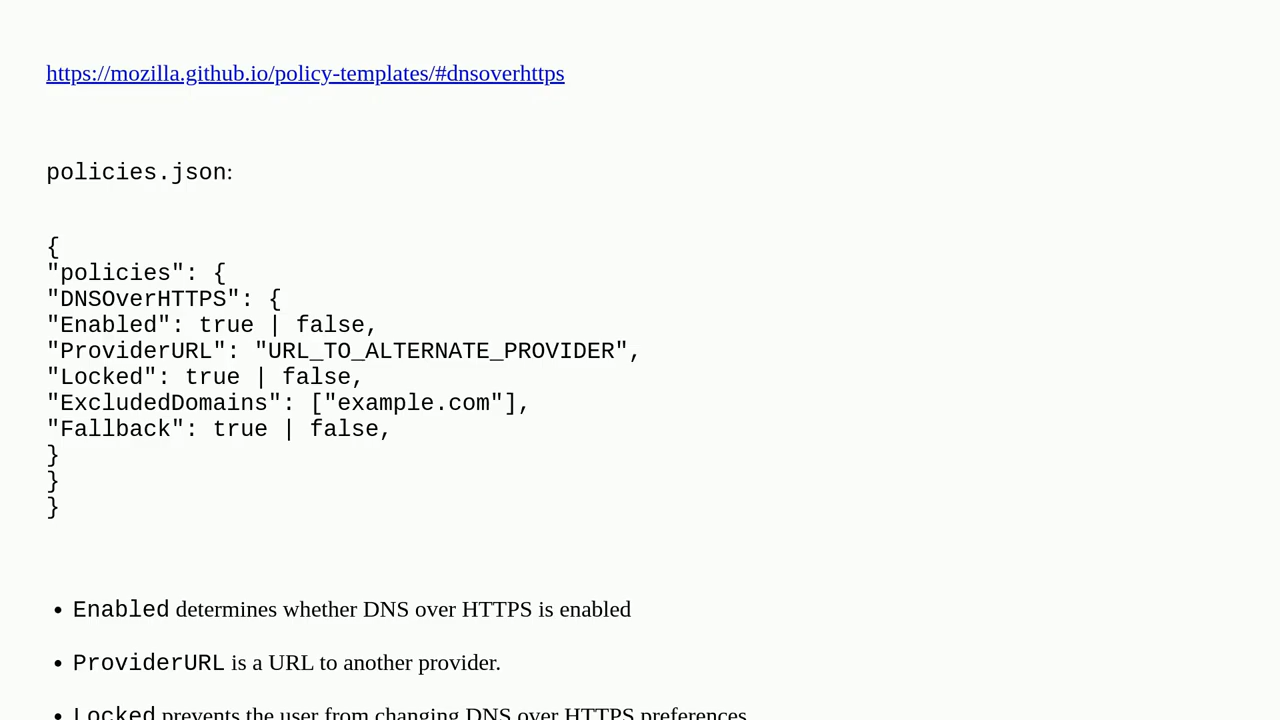 https://mozilla.github.io/policy-templates/#dnsoverhttps
policies.json:
{
"policies": {
"DNSOverHTTPS": {
"Enabled": true | false,
"ProviderURL": "URL_TO_ALTERNATE_PROVIDER",
"Locked": true | false,
"ExcludedDomains": ["example.com"],
"Fallback": true | false,
}
}
}
• Enabled determines whether DNS over HTTPS is enabled
• ProviderURL is a URL to another provider.
• Locked prevents the user from changing DNS over HTTPS preferences